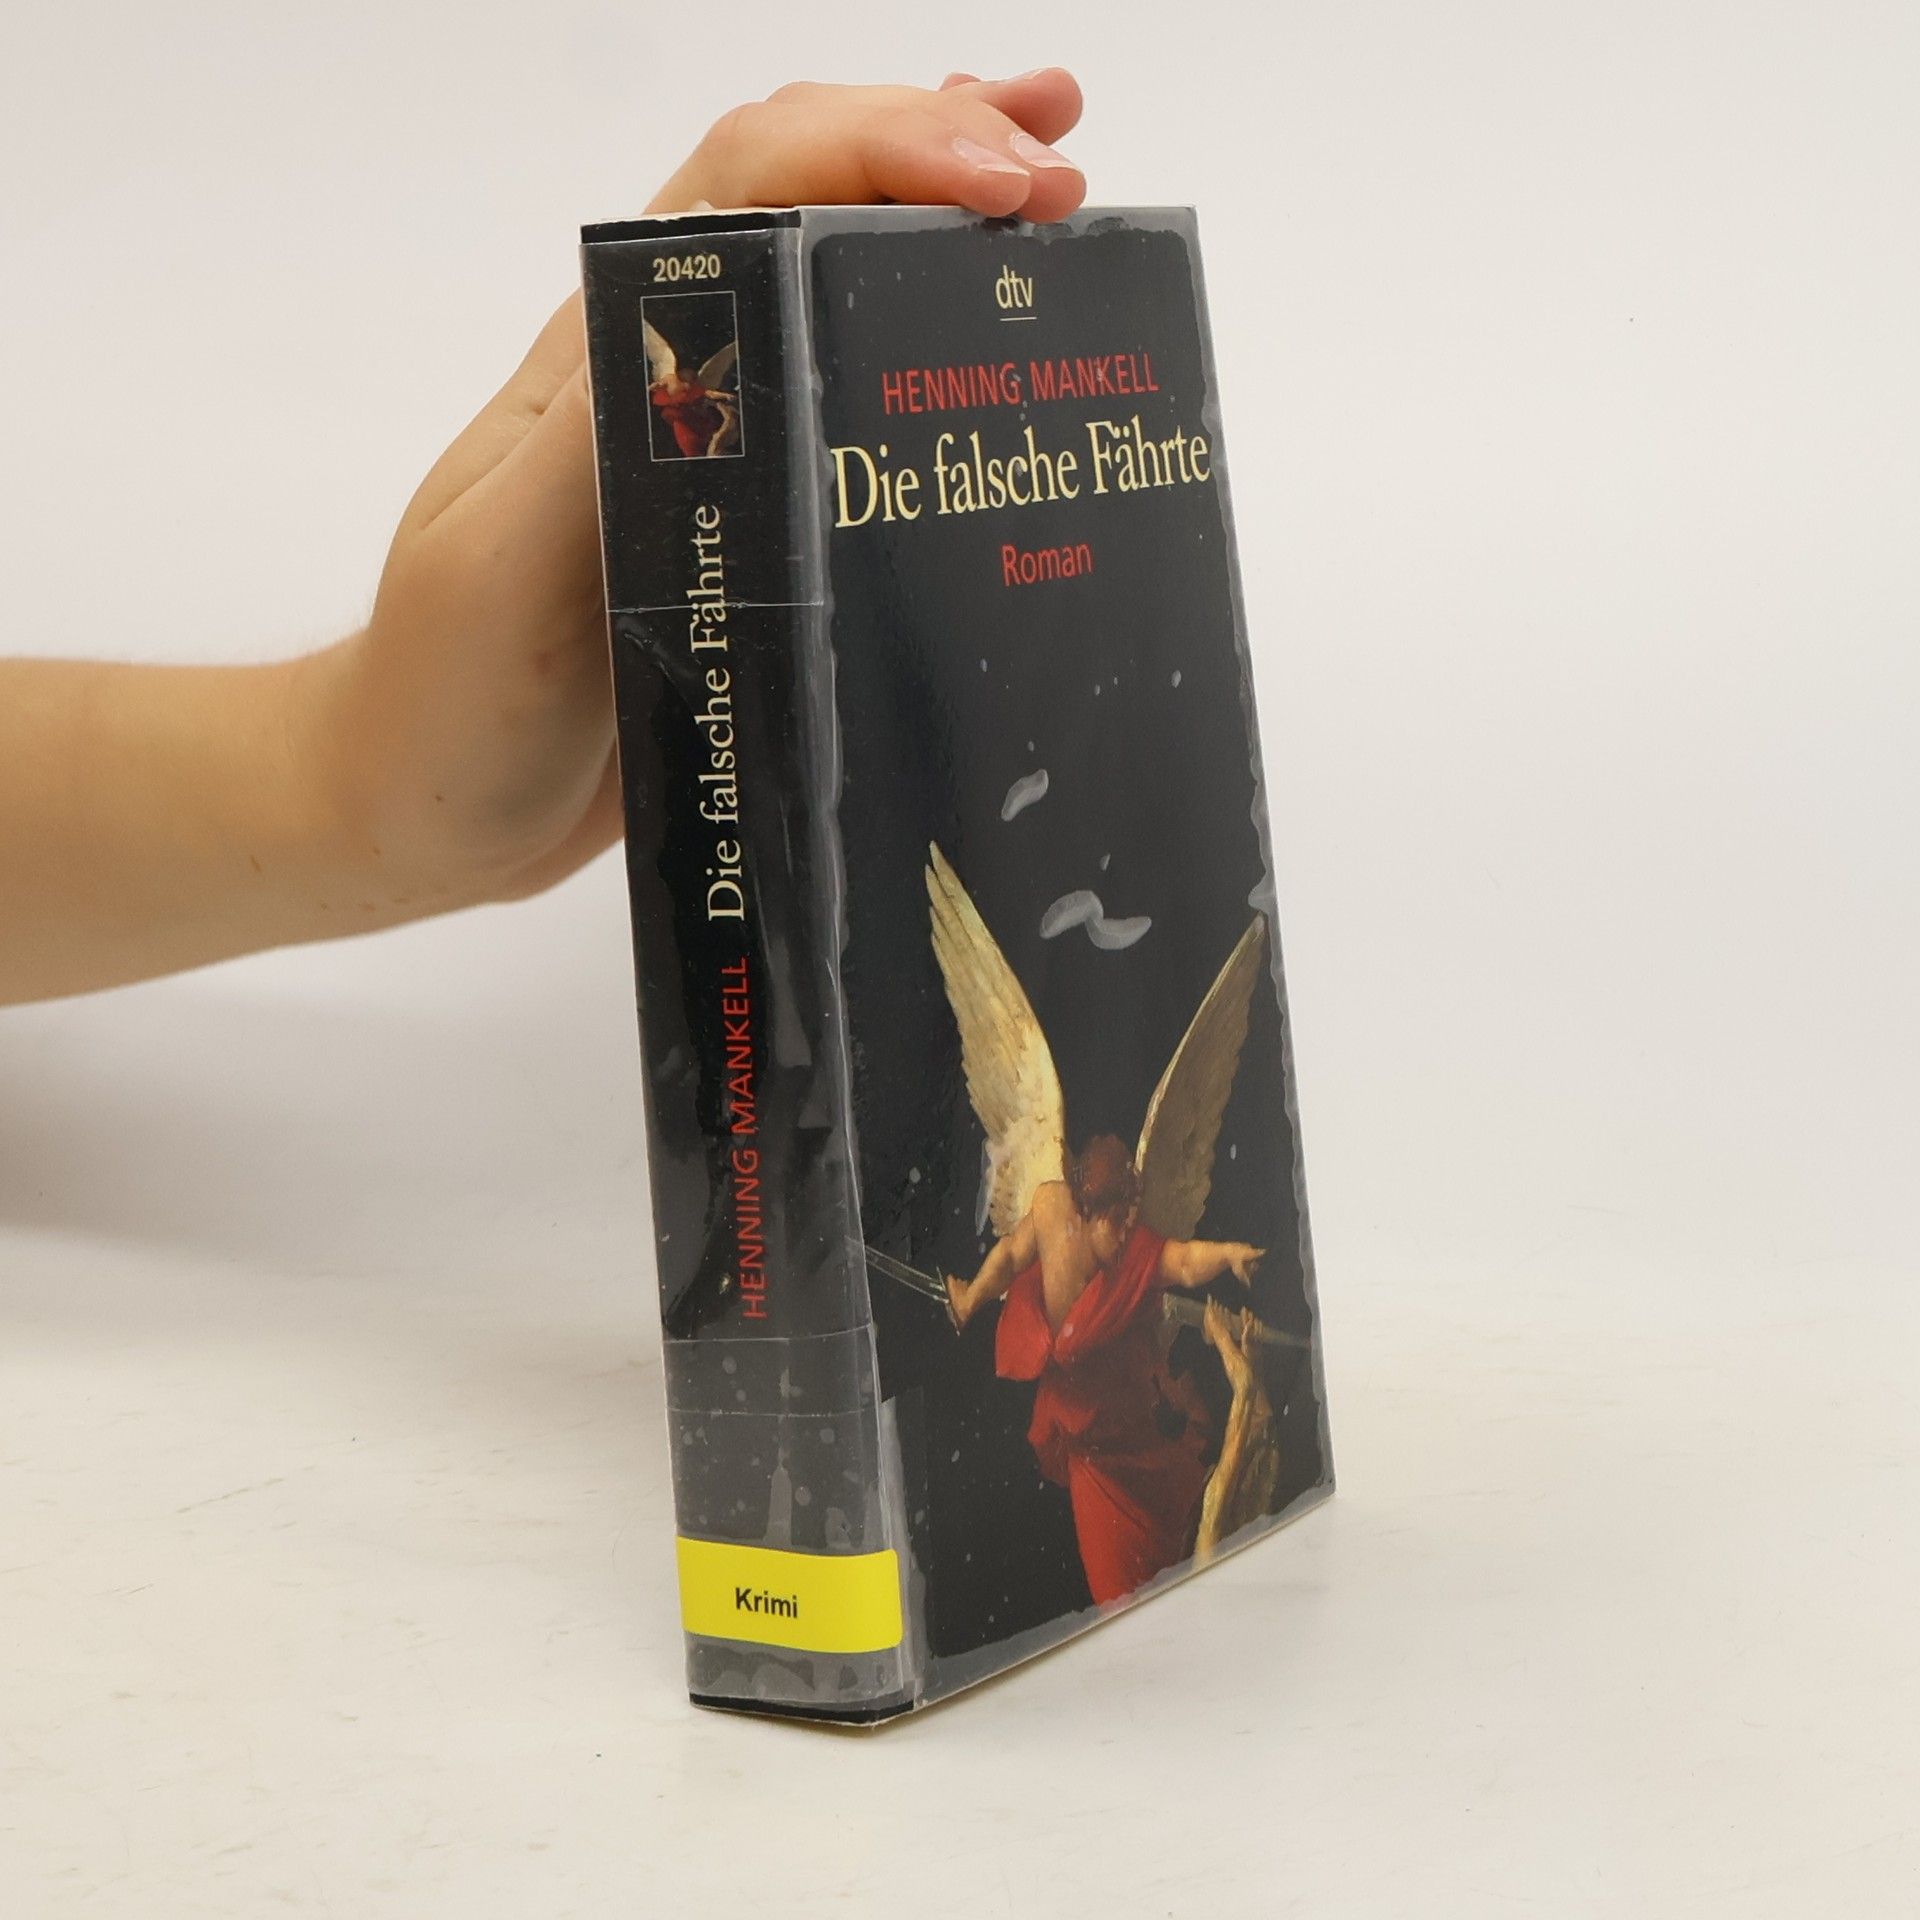 20420
HENNING MANKELL Die falsche Fährte
Krimi
dtv
HENNING MANKELL
Die falsche Fährte
Roman